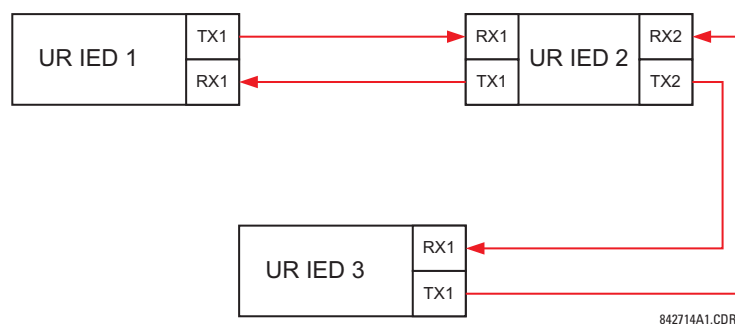 UR IED 1
TX1
RX1
RX1
TX1
UR IED 2
RX2
TX2
UR IED 3
RX1
TX1
842714A1.CDR